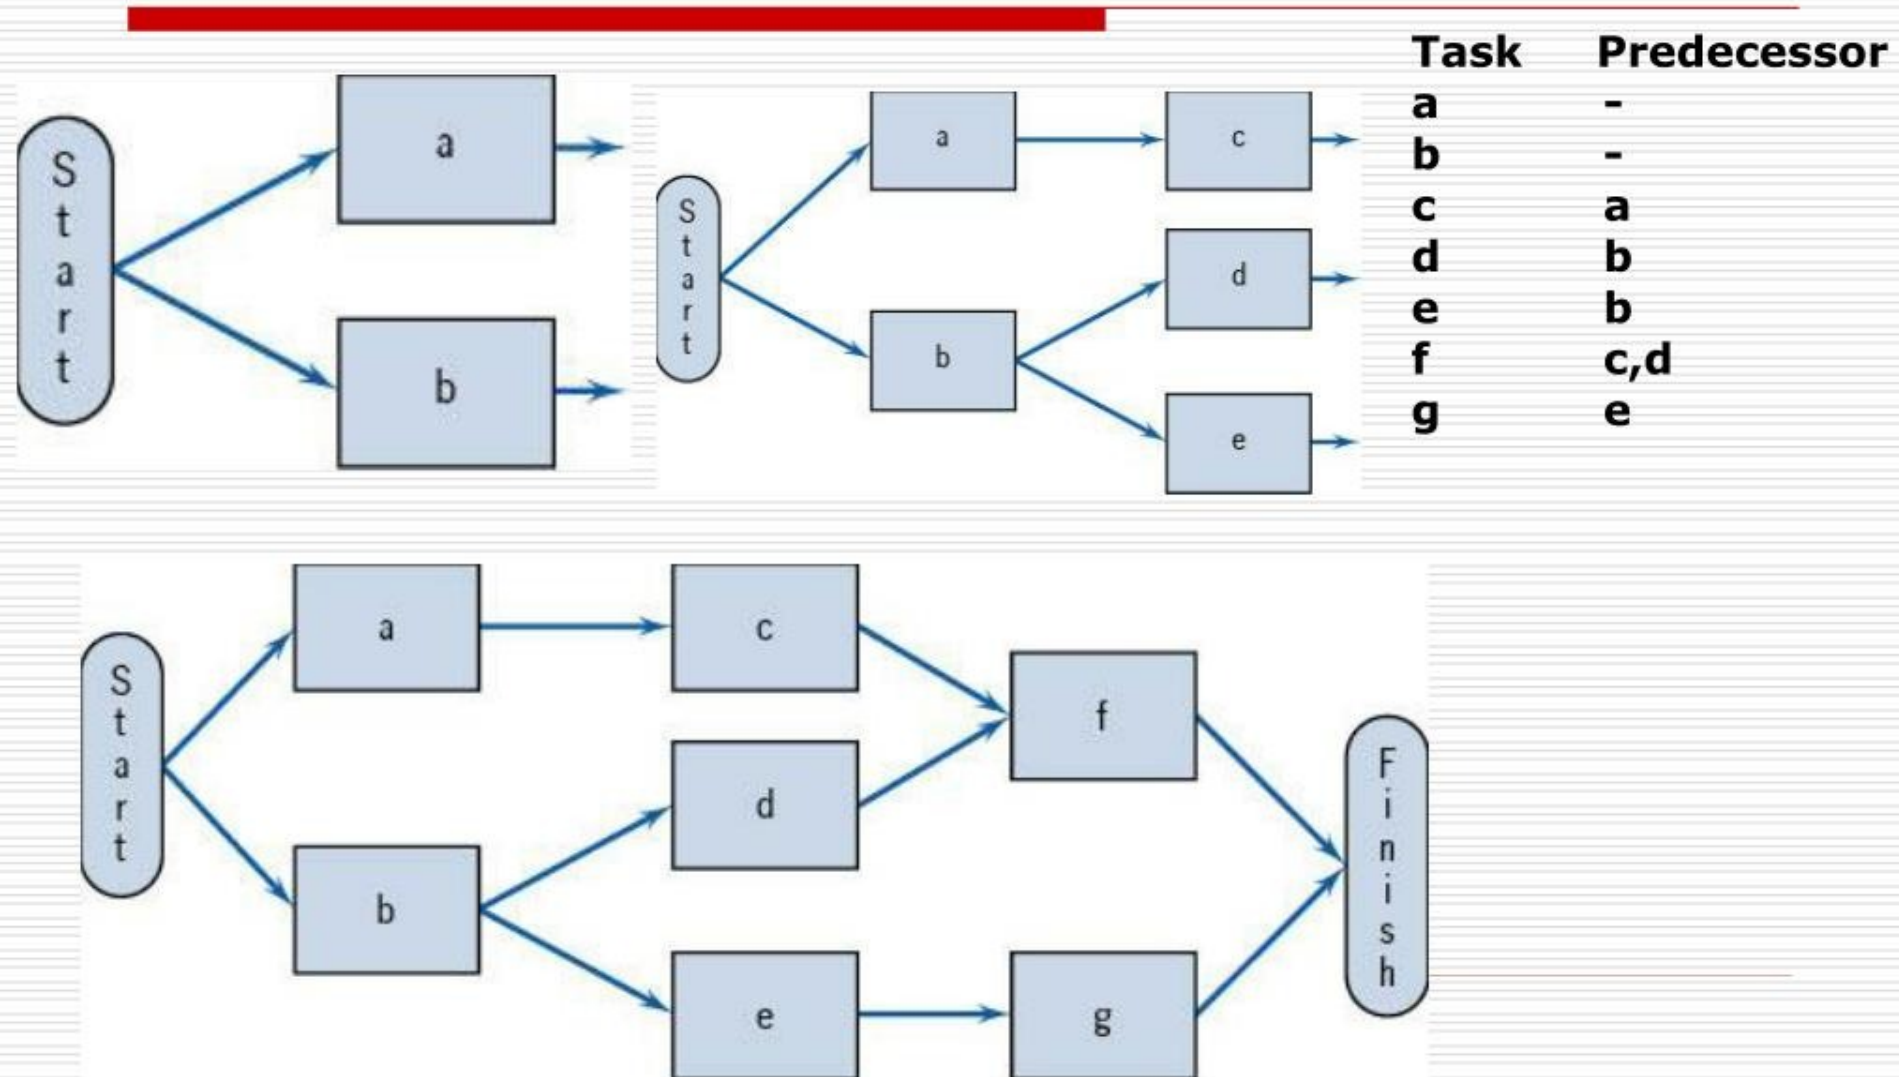 Task Predecessor
a -
b -
c a
d b
e b
f c,d
g e
Start
a
b
Start
a
c
b
d
e
Start
a
c
f
d
b
e
g
Finish